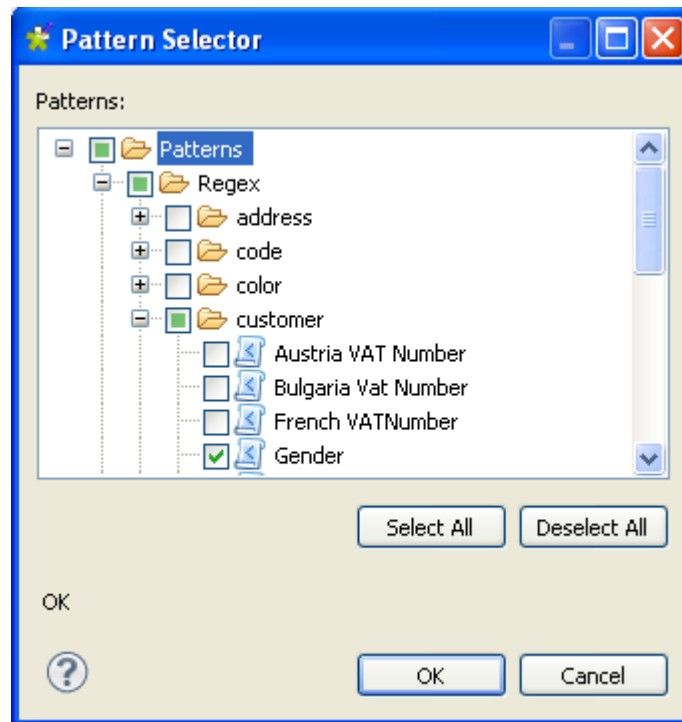 Pattern Selector
Patterns:
Patterns
Regex
address
code
color
customer
Austria VAT Number
Bulgaria Vat Number
French VATNumber
Gender
Select All Deselect All
OK
? OK Cancel